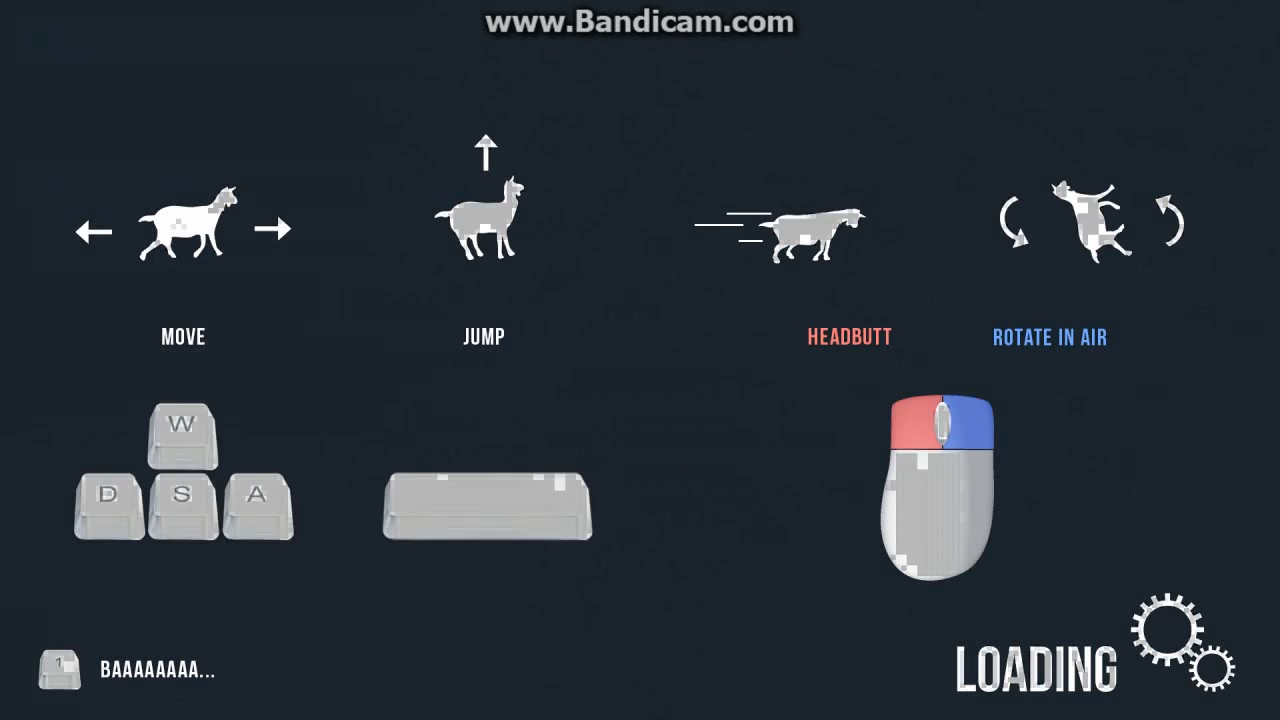 www.Bandicam.com
MOVE
JUMP
HEADBUTT
ROTATE IN AIR
W
D S A
1
BAAAAAAAA...
LOADING